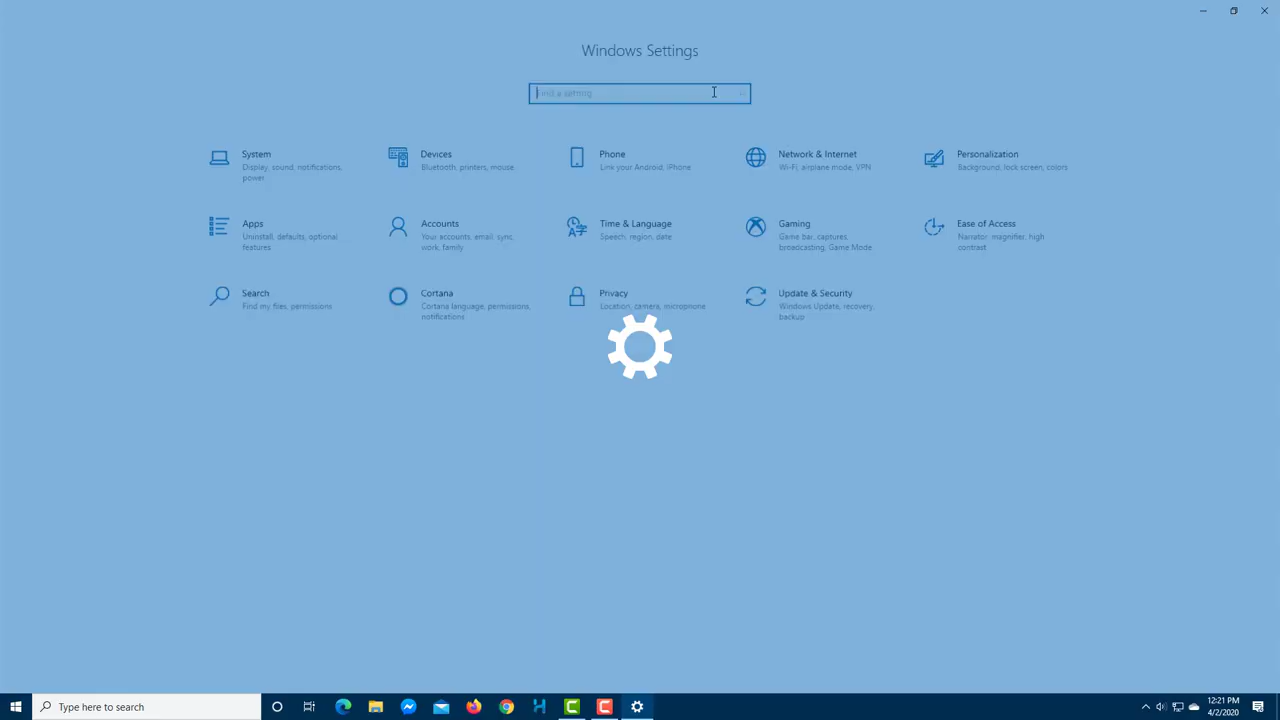 Windows Settings
Find a setting
System
Display, sound, notifications,
power
Devices
Bluetooth, printers, mouse
Phone
Link your Android, iPhone
Network & Internet
Wi-Fi, airplane mode, VPN
Personalization
Background, lock screen, colors
Apps
Uninstall, defaults, optional
features
Accounts
Your accounts, email, sync,
work, family
Time & Language
Speech, region, date
Gaming
Game bar, captures,
broadcasting, Game Mode
Ease of Access
Narrator, magnifier, high
contrast
Search
Find my files, permissions
Cortana
Cortana language, permissions,
notifications
Privacy
Location, camera, microphone
Update & Security
Windows Update, recovery,
backup
Type here to search
12:21 PM
4/2/2020